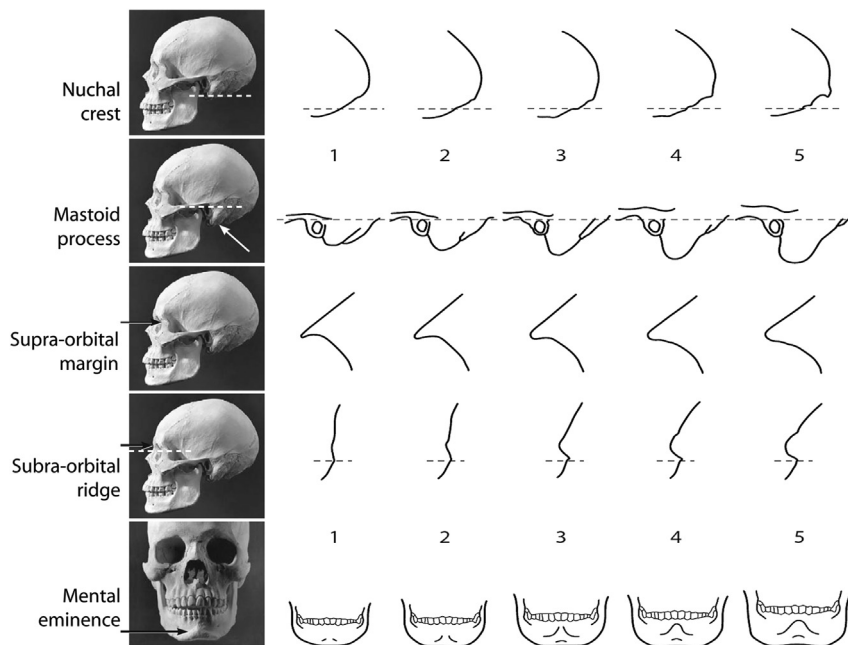 Nuchal
crest
1 2 3 4 5
Mastoid
process
Supra-orbital
margin
Subra-orbital
ridge
1 2 3 4 5
Mental
eminence